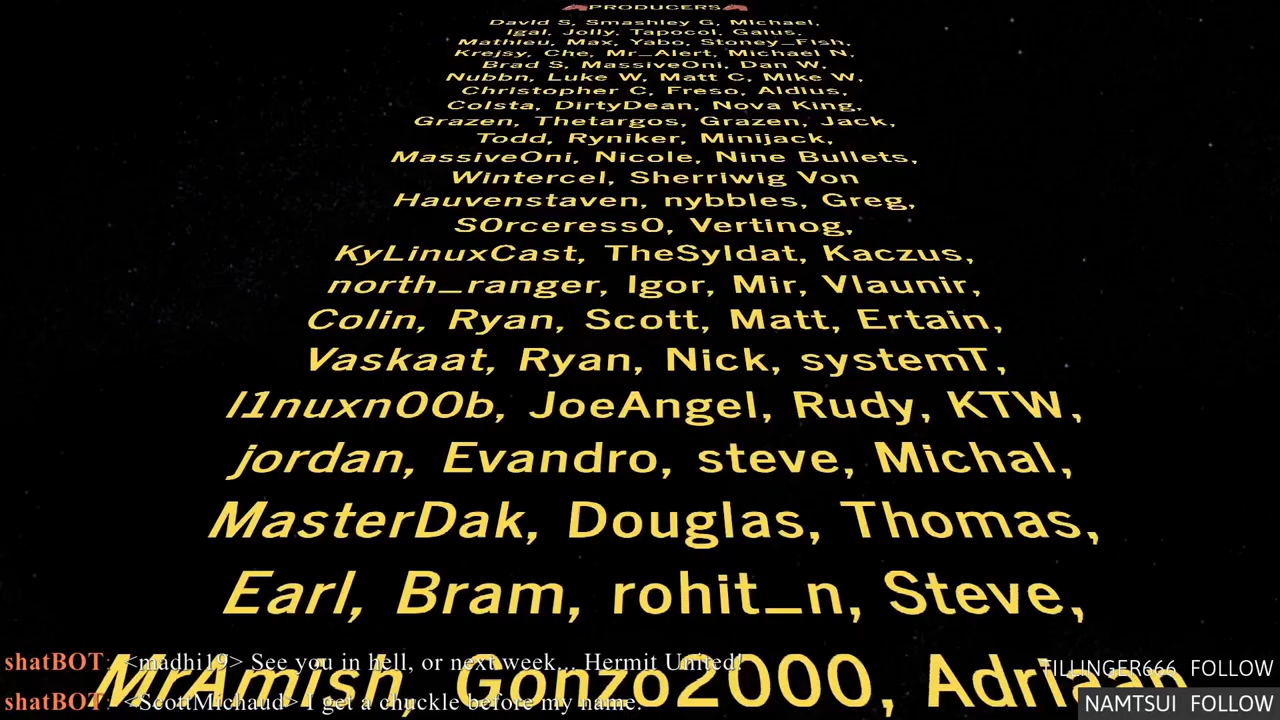 PRODUCERS
David S, Smashley G, Michael,
Igal, Jolly, Tapocol, Gaius,
Mathieu, Max, Yabo, Stoney_Fish,
Krejsy, Che, Mr_Alert, Michael N,
Brad S, MassiveOni, Dan W,
Nubbn, Luke W, Matt C, Mike W,
Christopher C, Freso, Aldius,
Colsta, DirtyDean, Nova King,
Grazen, Thetargos, Grazen, Jack,
Todd, Ryniker, Minijack,
MassiveOni, Nicole, Nine Bullets,
Wintercel, Sherriwig Von
Hauvenstaven, nybbles, Greg,
S0rceress0, Vertinog,
KyLinuxCast, TheSyldat, Kaczus,
north_ranger, Igor, Mir, Vlaunir,
Colin, Ryan, Scott, Matt, Ertain,
Vaskaat, Ryan, Nick, systemT,
l1nuxn00b, JoeAngel, Rudy, KTW,
jordan, Evandro, steve, Michal,
MasterDak, Douglas, Thomas,
Earl, Bram, rohit_n, Steve,
MrAmish, Gonzo2000, Adrian
shatBOT: <madhi19> See you in hell, or next week... Hermit United!
shatBOT: <ScottMichaud> I get a chuckle before my name.
FILLINGER666 FOLLOW
NAMTSUI FOLLOW